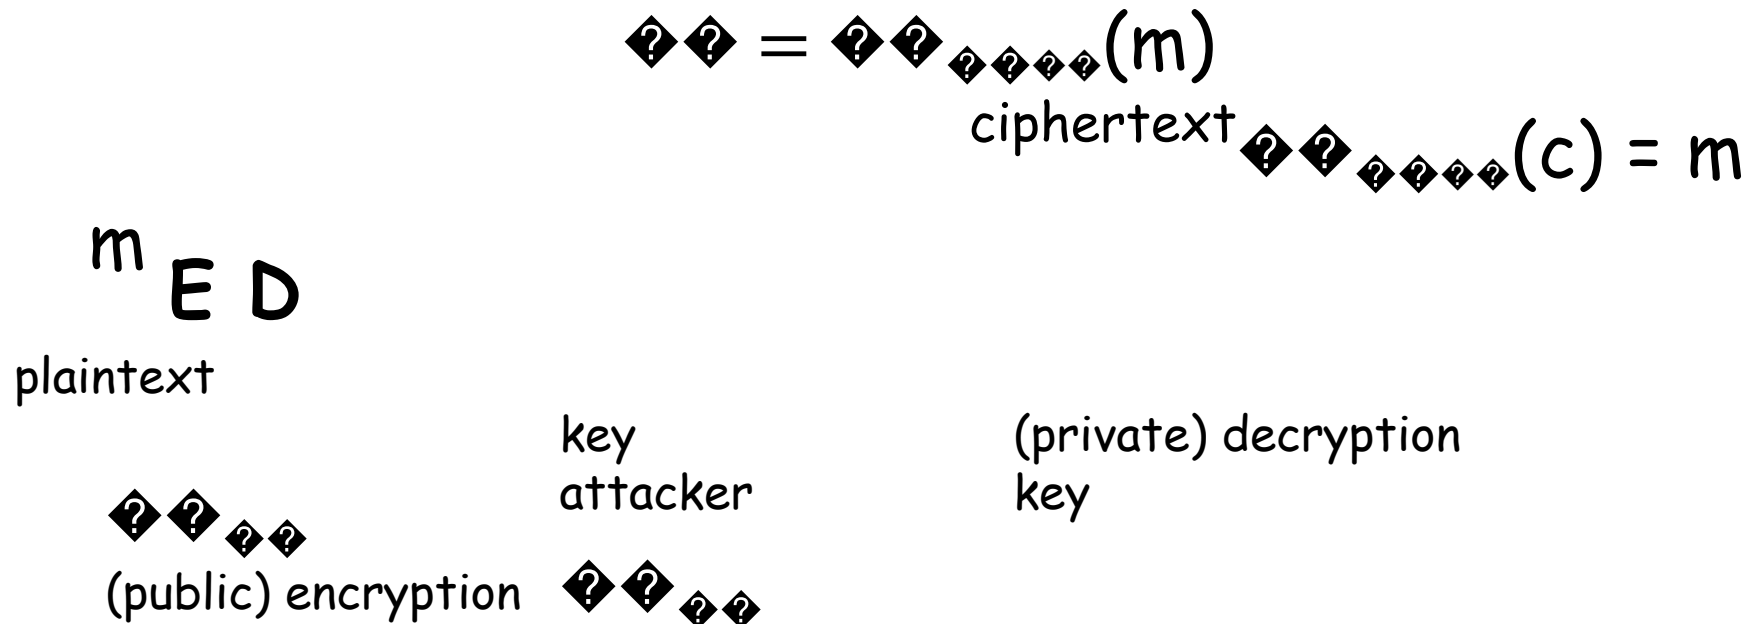 �� = ������(m)
ciphertext
������(c) = m
m
E D
plaintext
key
attacker
(private) decryption
key
����
(public) encryption
����